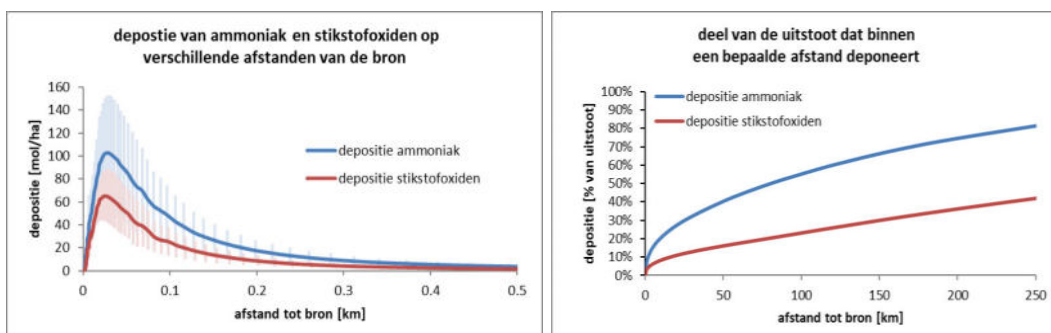 depostie van ammoniak en stikstofoxiden op
verschillende afstanden van de bron
160
140
120
100
80
60
40
20
0
depositie [mol/ha]
depositie ammoniak
depositie stikstofoxiden
0
0.1
0.2
0.3
0.4
0.5
afstand tot bron [km]
deel van de uitstoot dat binnen
een bepaalde afstand deponeert
100%
90%
80%
70%
60%
50%
40%
30%
20%
10%
0%
depositie [% van uitstoot]
depositie ammoniak
depositie stikstofoxiden
0
50
100
150
200
250
afstand tot bron [km]